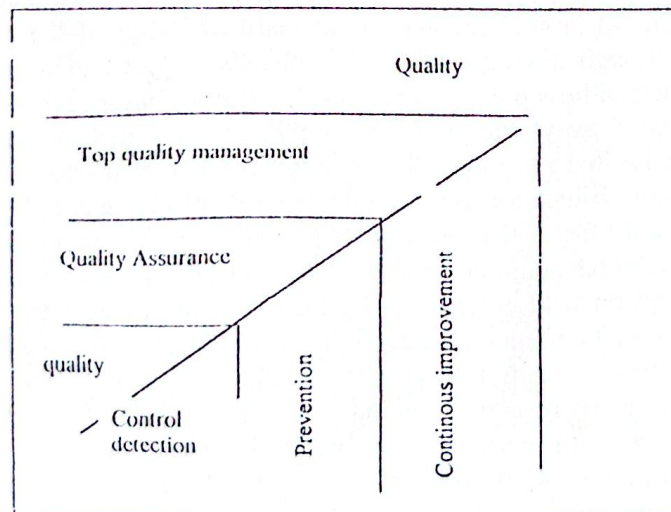 Quality
Top quality management
Quality Assurance
quality
Control
detection
Prevention
Continous improvement